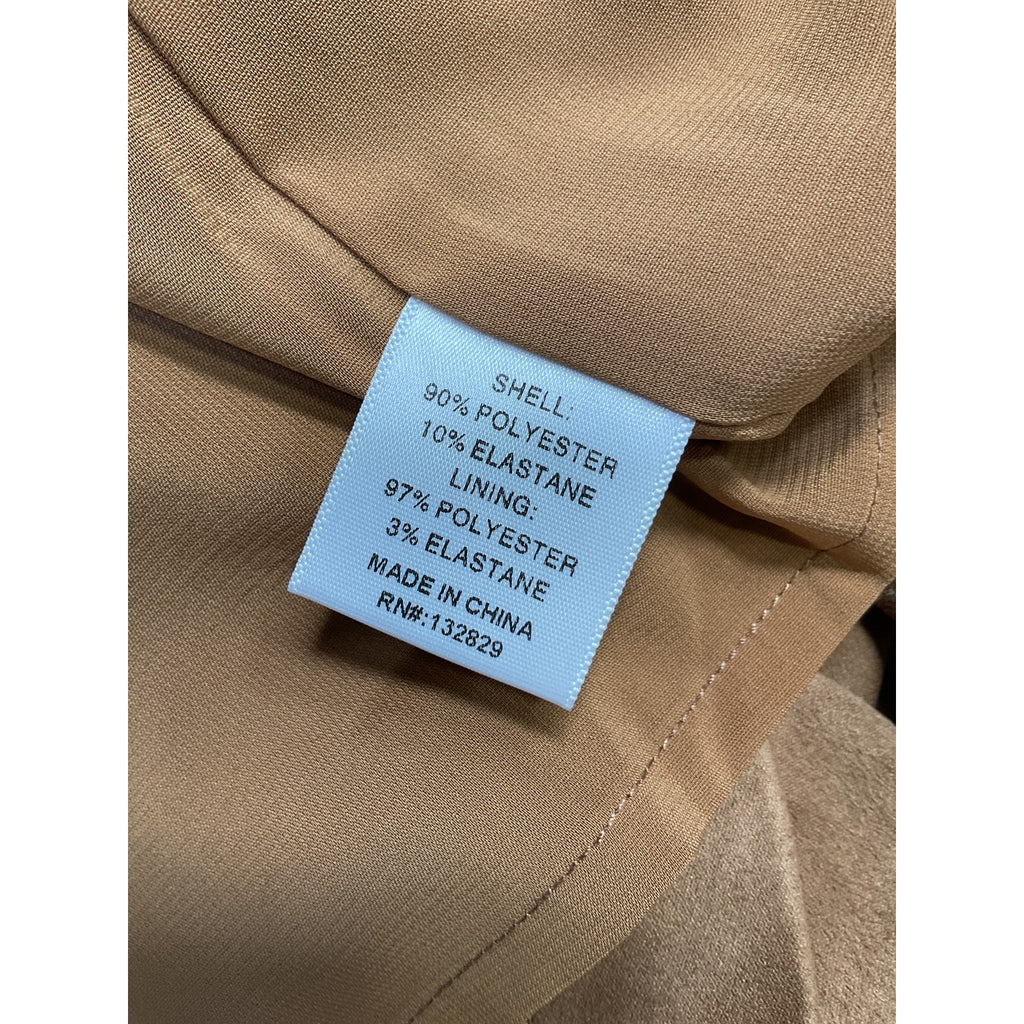 SHELL:
90% POLYESTER
10% ELASTANE
LINING:
97% POLYESTER
3% ELASTANE
MADE IN CHINA
RN#:132829